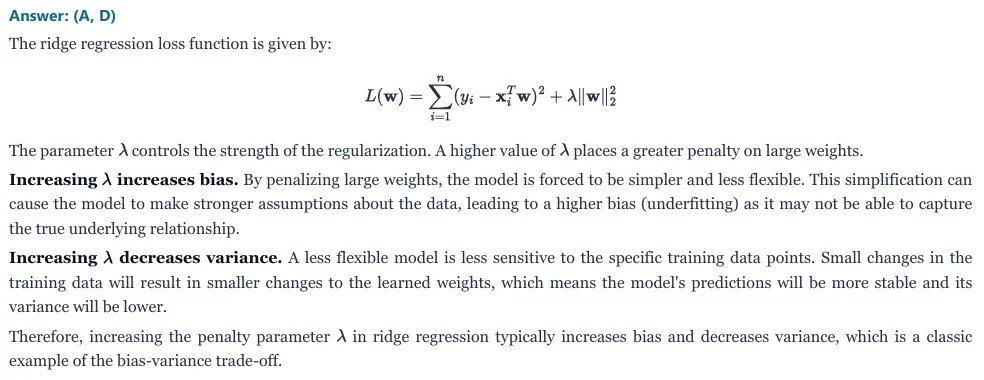 Answer: (A, D)
The ridge regression loss function is given by:
L(w) = ∑_{i=1}^{n} (y_i − x_i^T w)^2 + λ‖w‖_2^2
The parameter λ controls the strength of the regularization. A higher value of λ places a greater penalty on large weights.
Increasing λ increases bias. By penalizing large weights, the model is forced to be simpler and less flexible. This simplification can
cause the model to make stronger assumptions about the data, leading to a higher bias (underfitting) as it may not be able to capture
the true underlying relationship.
Increasing λ decreases variance. A less flexible model is less sensitive to the specific training data points. Small changes in the
training data will result in smaller changes to the learned weights, which means the model's predictions will be more stable and its
variance will be lower.
Therefore, increasing the penalty parameter λ in ridge regression typically increases bias and decreases variance, which is a classic
example of the bias-variance trade-off.